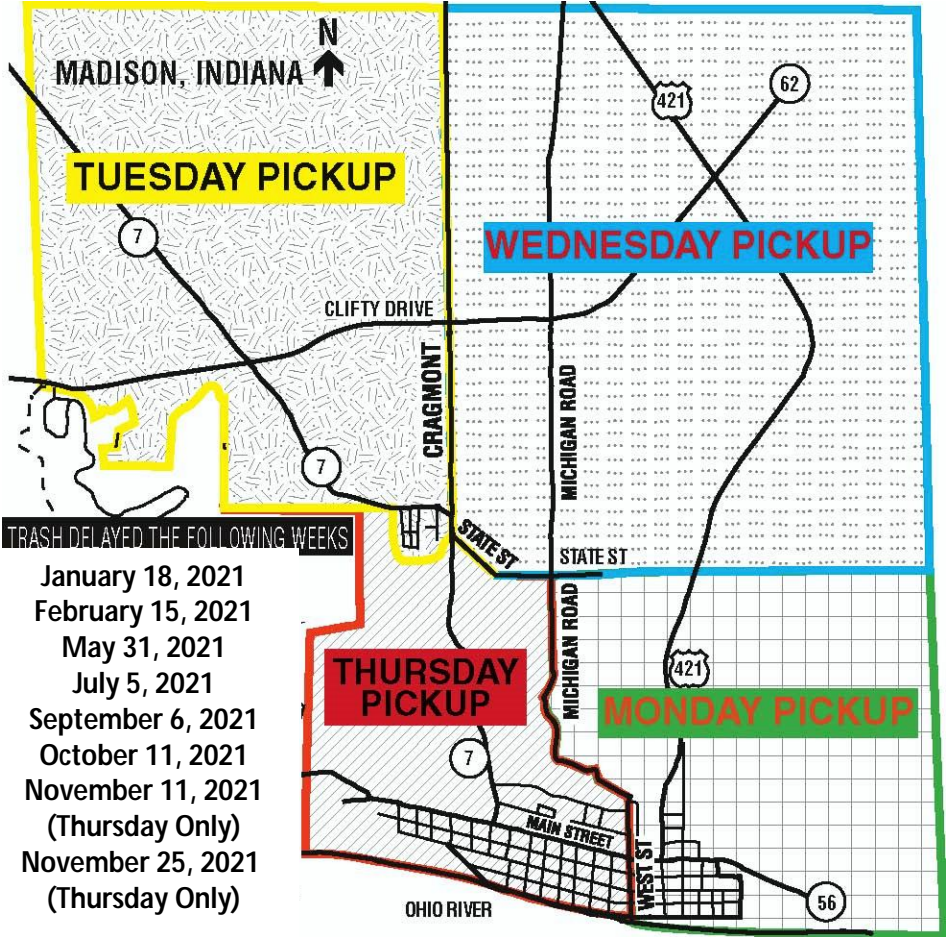 N
MADISON, INDIANA
421
62
TUESDAY PICKUP
7
WEDNESDAY PICKUP
CLIFTY DRIVE
CRAGMONT
MICHIGAN ROAD
7
TRASH DELAYED THE FOLLOWING WEEKS
STATE ST
STATE ST
January 18, 2021
February 15, 2021
May 31, 2021
July 5, 2021
September 6, 2021
October 11, 2021
November 11, 2021
(Thursday Only)
November 25, 2021
(Thursday Only)
MICHIGAN ROAD
THURSDAY
PICKUP
421
MONDAY PICKUP
7
MAIN STREET
WEST ST
56
OHIO RIVER